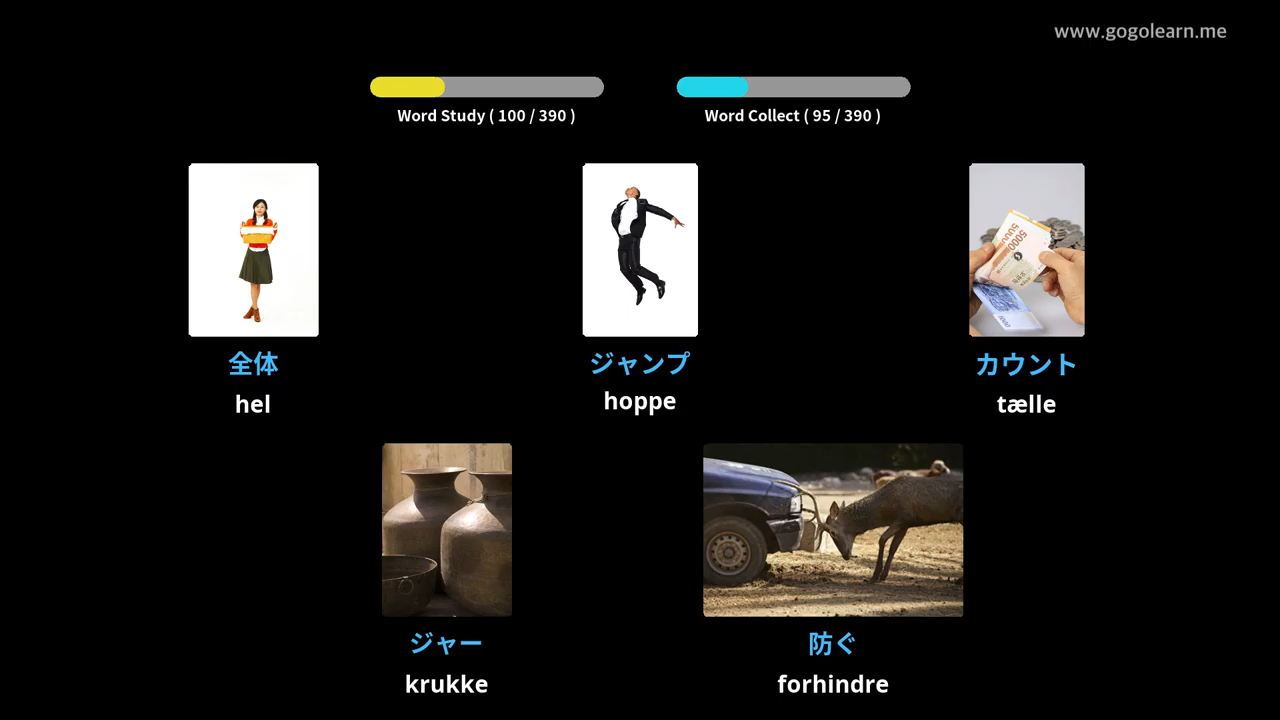 www.gogolearn.me
Word Study ( 100 / 390 )
Word Collect ( 95 / 390 )
全体
hel
ジャンプ
hoppe
カウント
tælle
ジャー
krukke
防ぐ
forhindre